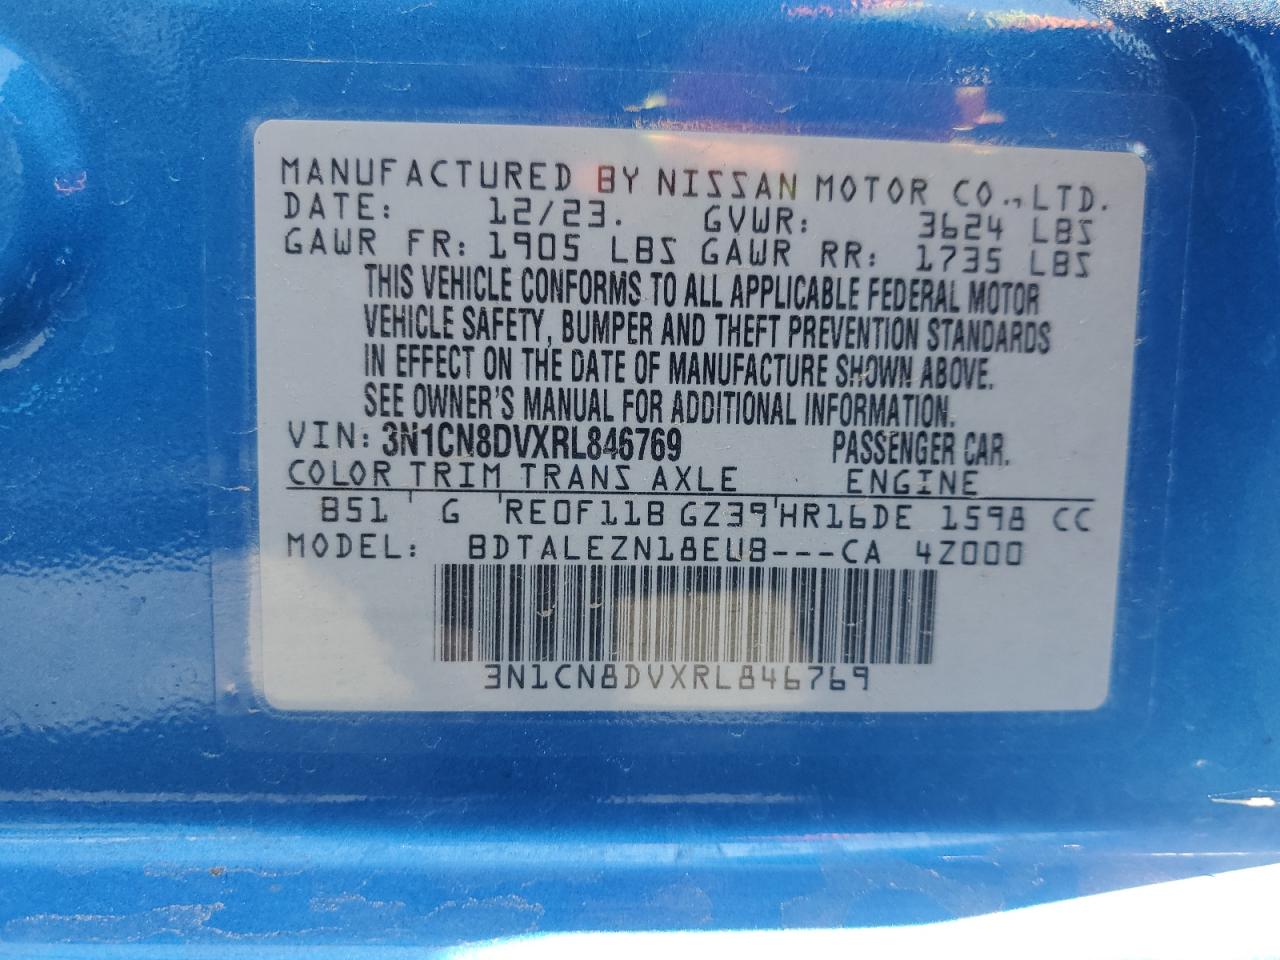 MANUFACTURED BY NISSAN MOTOR CO.,LTD.
DATE: 12/23. GVWR: 3624 LBS
GAWR FR: 1905 LBS GAWR RR: 1735 LBS
THIS VEHICLE CONFORMS TO ALL APPLICABLE FEDERAL MOTOR
VEHICLE SAFETY, BUMPER AND THEFT PREVENTION STANDARDS
IN EFFECT ON THE DATE OF MANUFACTURE SHOWN ABOVE.
SEE OWNER'S MANUAL FOR ADDITIONAL INFORMATION.
VIN: 3N1CN8DVXRL846769 PASSENGER CAR.
COLOR TRIM TRANS AXLE ENGINE
B51 G RE0F11B GZ39 HR16DE 1598 CC
MODEL: BDTALEZN18EUB---CA 4Z000
3N1CN8DVXRL846769